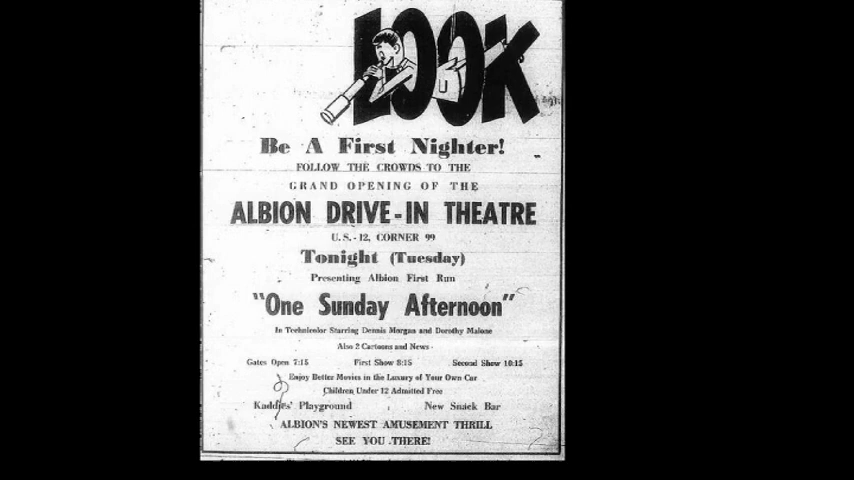 LOOK
Be A First Nighter!
FOLLOW THE CROWDS TO THE
GRAND OPENING OF THE
ALBION DRIVE-IN THEATRE
U.S.-12, CORNER 99
Tonight (Tuesday)
Presenting Albion First Run
"One Sunday Afternoon"
In Technicolor Starring Dennis Morgan and Dorothy Malone
Also 2 Cartoons and News
Gates Open 7:15 First Show 8:15 Second Show 10:15
Enjoy Better Movies in the Luxury of Your Own Car
Children Under 12 Admitted Free
Kaddies' Playground New Snack Bar
ALBION'S NEWEST AMUSEMENT THRILL
SEE YOU THERE!